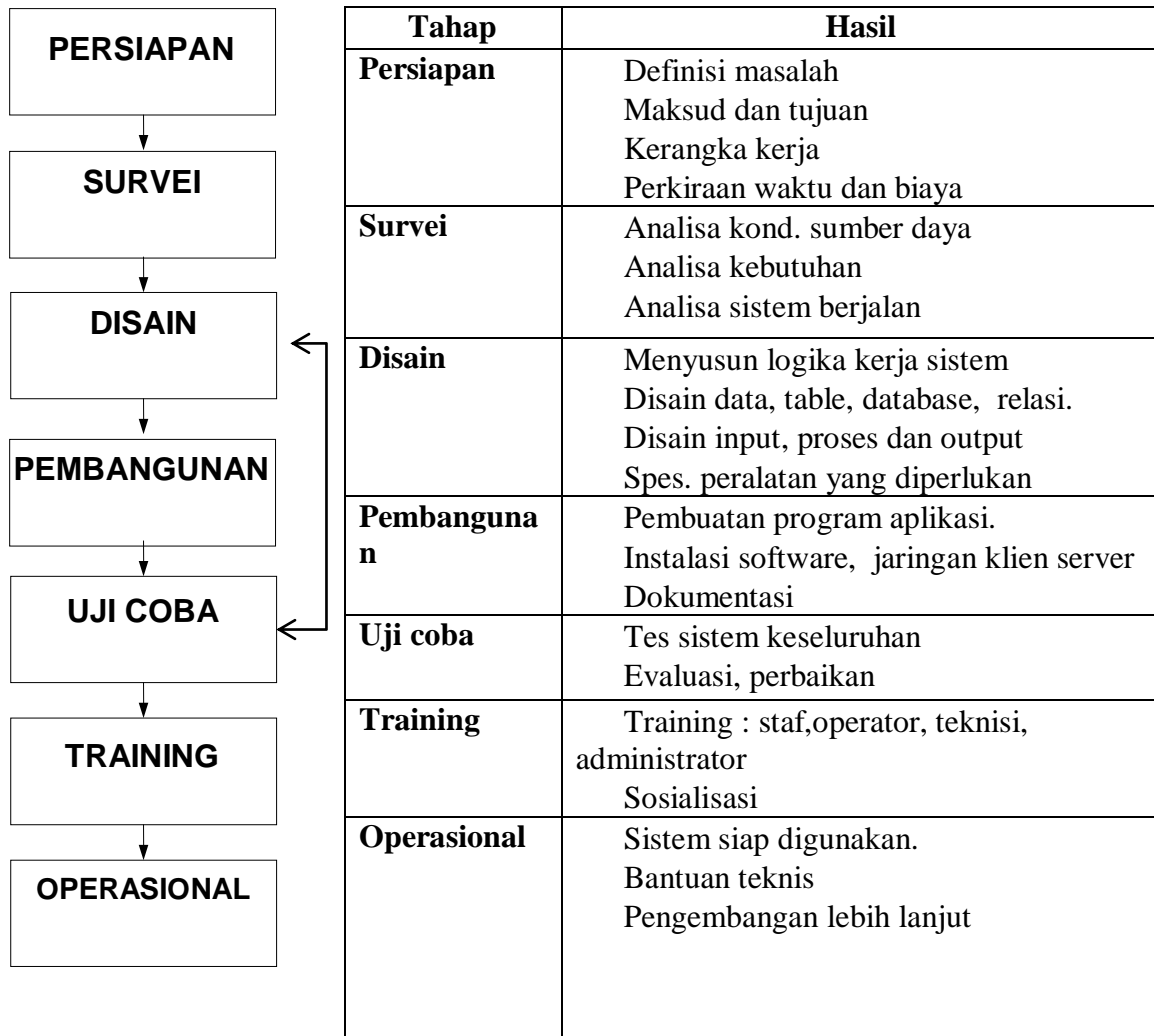 PERSIAPAN
SURVEI
DISAIN
PEMBANGUNAN
UJI COBA
TRAINING
OPERASIONAL
Tahap Hasil
Persiapan Definisi masalah
Maksud dan tujuan
Kerangka kerja
Perkiraan waktu dan biaya
Survei Analisa kond. sumber daya
Analisa kebutuhan
Analisa sistem berjalan
Disain Menyusun logika kerja sistem
Disain data, table, database, relasi.
Disain input, proses dan output
Spes. peralatan yang diperlukan
Pembanguna Pembuatan program aplikasi.
n Instalasi software, jaringan klien server
Dokumentasi
Uji coba Tes sistem keseluruhan
Evaluasi, perbaikan
Training Training : staf,operator, teknisi,
administrator
Sosialisasi
Operasional Sistem siap digunakan.
Bantuan teknis
Pengembangan lebih lanjut